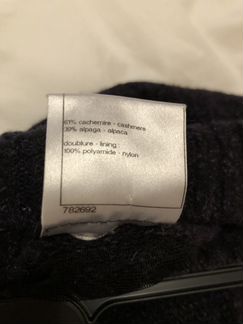 61% cachemire - cashmere
39% alpaga - alpaca
doublure - lining :
100% polyamide - nylon
782692